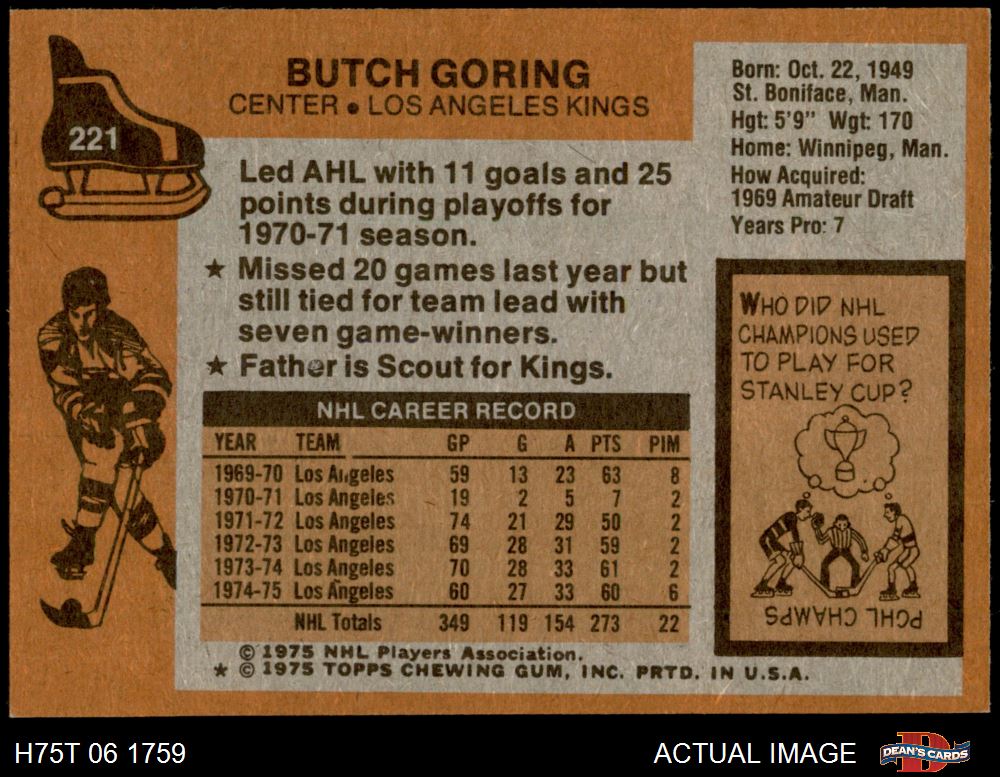 221
BUTCH GORING
CENTER • LOS ANGELES KINGS
Born: Oct. 22, 1949
St. Boniface, Man.
Hgt: 5'9" Wgt: 170
Home: Winnipeg, Man.
How Acquired:
1969 Amateur Draft
Years Pro: 7
Led AHL with 11 goals and 25
points during playoffs for
1970-71 season.
★ Missed 20 games last year but
still tied for team lead with
seven game-winners.
★ Father is Scout for Kings.
NHL CAREER RECORD
YEAR TEAM GP G A PTS PIM
1969-70 Los Angeles 59 13 23 63 8
1970-71 Los Angeles 19 2 5 7 2
1971-72 Los Angeles 74 21 29 50 2
1972-73 Los Angeles 69 28 31 59 2
1973-74 Los Angeles 70 28 33 61 2
1974-75 Los Angeles 60 27 33 60 6
NHL Totals 349 119 154 273 22
© 1975 NHL Players Association.
★ © 1975 TOPPS CHEWING GUM, INC. PRTD. IN U.S.A.
WHO DID NHL
CHAMPIONS USED
TO PLAY FOR
STANLEY CUP?
PCHL CHAMPS
H75T 06 1759
ACTUAL IMAGE
D
DEAN'S CARDS